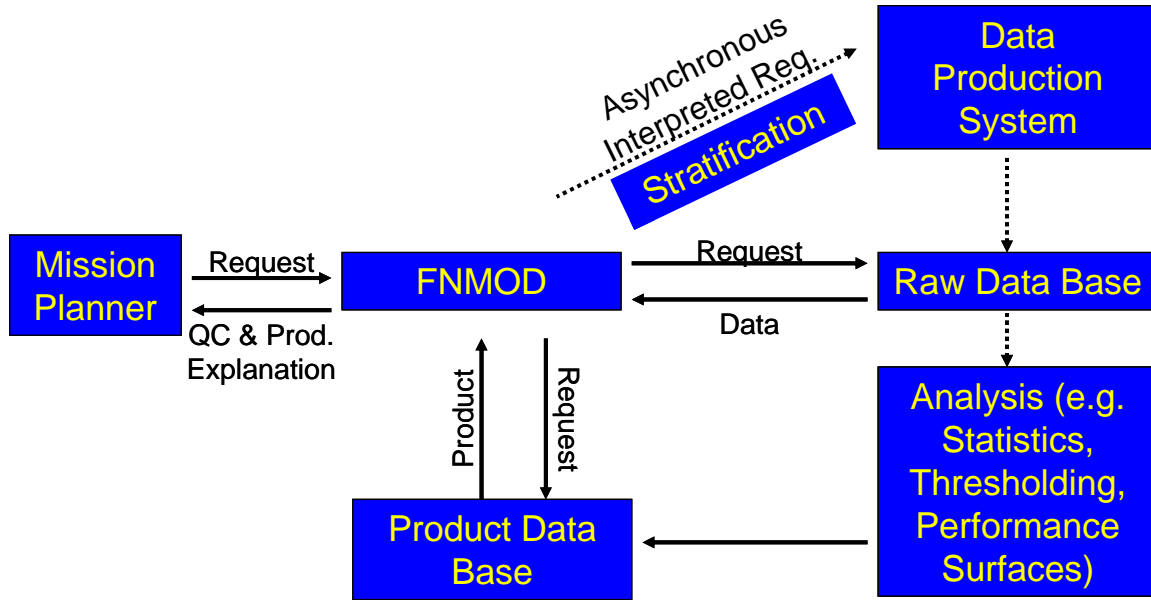 Asynchronous
Interpreted Req.
Stratification
Data
Production
System
Mission
Planner
Request
QC & Prod.
Explanation
FNMOD
Request
Data
Raw Data Base
Product
Request
Product Data
Base
Analysis (e.g.
Statistics,
Thresholding,
Performance
Surfaces)